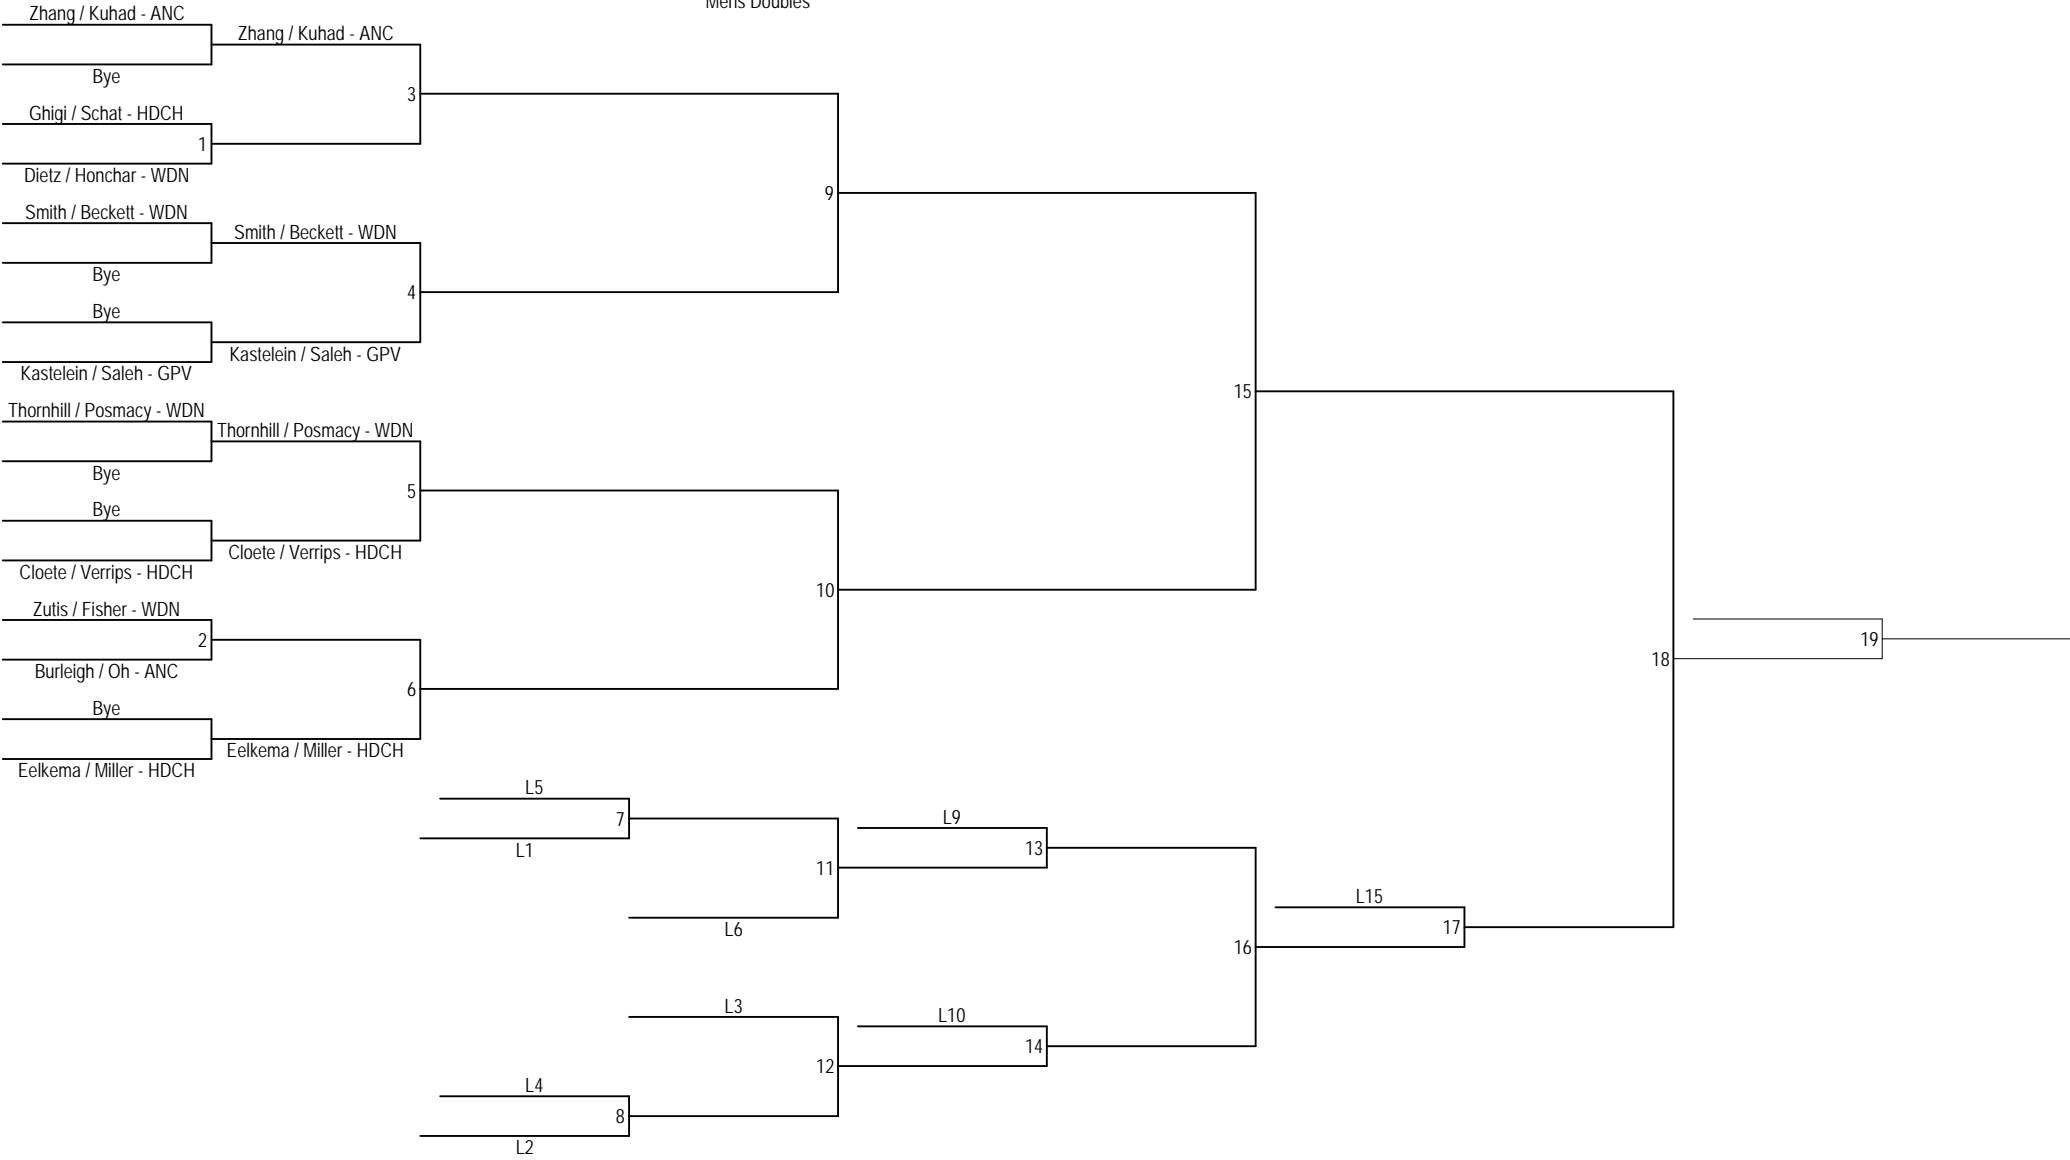 Mens Doubles
Zhang / Kuhad - ANC
Zhang / Kuhad - ANC
Bye
3
Ghigi / Schat - HDCH
1
Dietz / Honchar - WDN
9
Smith / Beckett - WDN
Smith / Beckett - WDN
Bye
4
Bye
Kastelein / Saleh - GPV
Kastelein / Saleh - GPV
15
Thornhill / Posmacy - WDN
Thornhill / Posmacy - WDN
Bye
5
Bye
Cloete / Verrips - HDCH
Cloete / Verrips - HDCH
10
Zutis / Fisher - WDN
2
19
18
Burleigh / Oh - ANC
6
Bye
Eelkema / Miller - HDCH
Eelkema / Miller - HDCH
L5
7
L9
L1
13
11
L15
L6
17
16
L3
L10
14
12
L4
8
L2